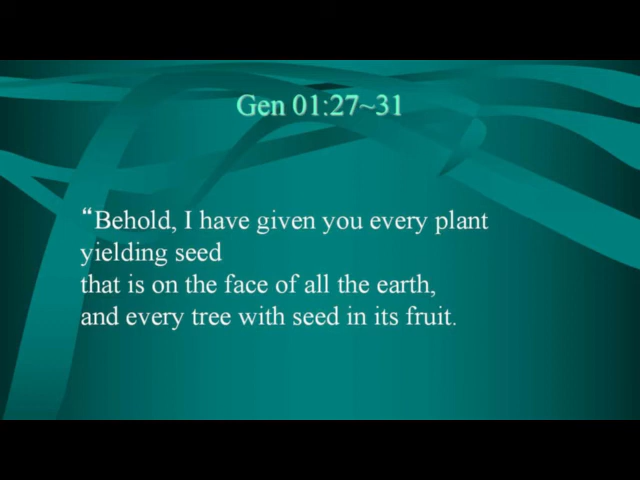 Gen 01:27~31
“Behold, I have given you every plant
yielding seed
that is on the face of all the earth,
and every tree with seed in its fruit.